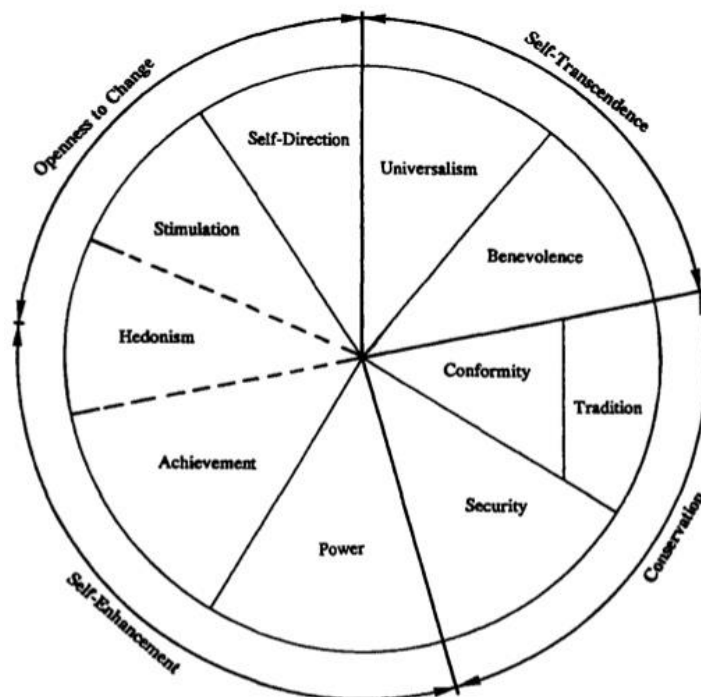 Openness to Change
Self-Transcendence
Self-Direction
Universalism
Stimulation
Benevolence
Hedonism
Conformity
Tradition
Achievement
Security
Power
Self-Enhancement
Conservation